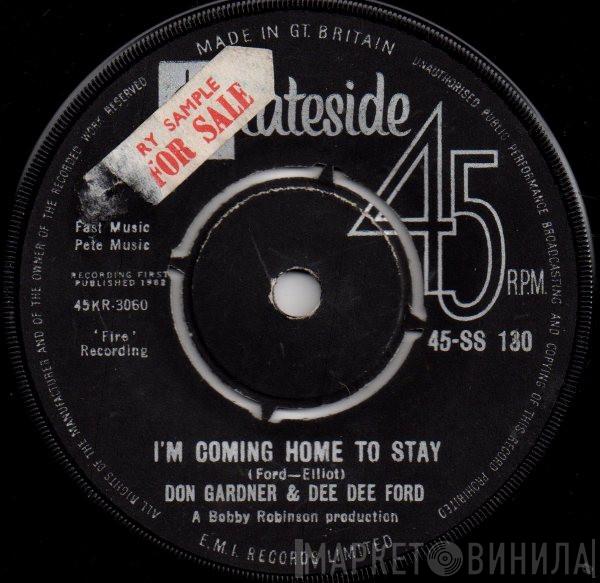 MADE IN GT. BRITAIN
UNAUTHORISED PUBLIC PERFORMANCE BROADCASTING AND COPYING OF THIS RECORD PROHIBITED
ALL RIGHTS OF THE MANUFACTURER AND OF THE OWNER OF THE RECORDED WORK RESERVED
RY SAMPLE
FOR SALE
ateside
45
R.P.M.
Fast Music
Pete Music
RECORDING FIRST
PUBLISHED 1962
45KR-3060
'Fire'
Recording
45-SS 130
I'M COMING HOME TO STAY
(Ford—Elliot)
DON GARDNER & DEE DEE FORD
A Bobby Robinson production
E.M.I. RECORDS LIMITED
МАРКЕТ ВИНИЛА